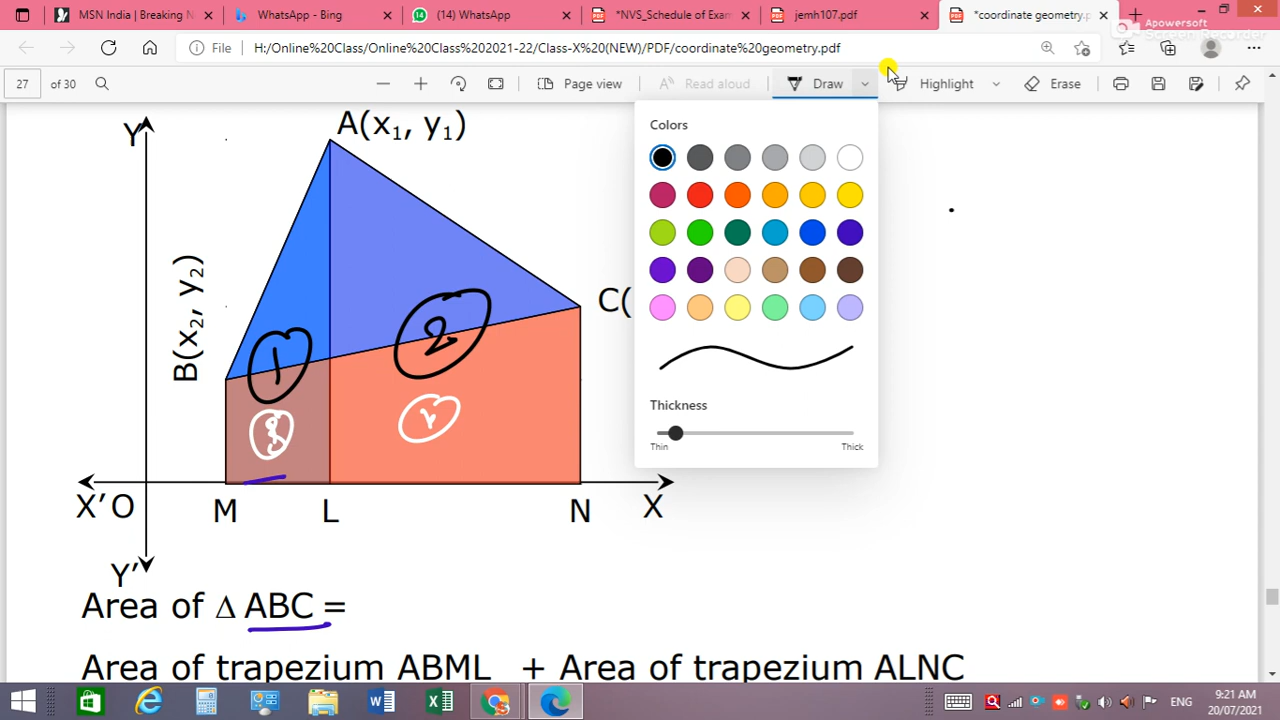 MSN India | Breaking N
WhatsApp - Bing
(14) WhatsApp
*NVS_Schedule of Exam
jemh107.pdf
*coordinate geometry.p
Apowersoft
Screen Recorder
File
H:/Online%20Class/Online%20Class%202021-22/Class-X%20(NEW)/PDF/coordinate%20geometry.pdf
27 of 30
Page view
Read aloud
Draw
Highlight
Erase
Colors
Thickness
Thin
Thick
Y
A(x₁, y₁)
B(x₂, y₂)
C(
1
2
X′ O
M
L
N
X
Y′
Area of Δ ABC =
Area of trapezium ABML + Area of trapezium ALNC
ENG
9:21 AM
20/07/2021